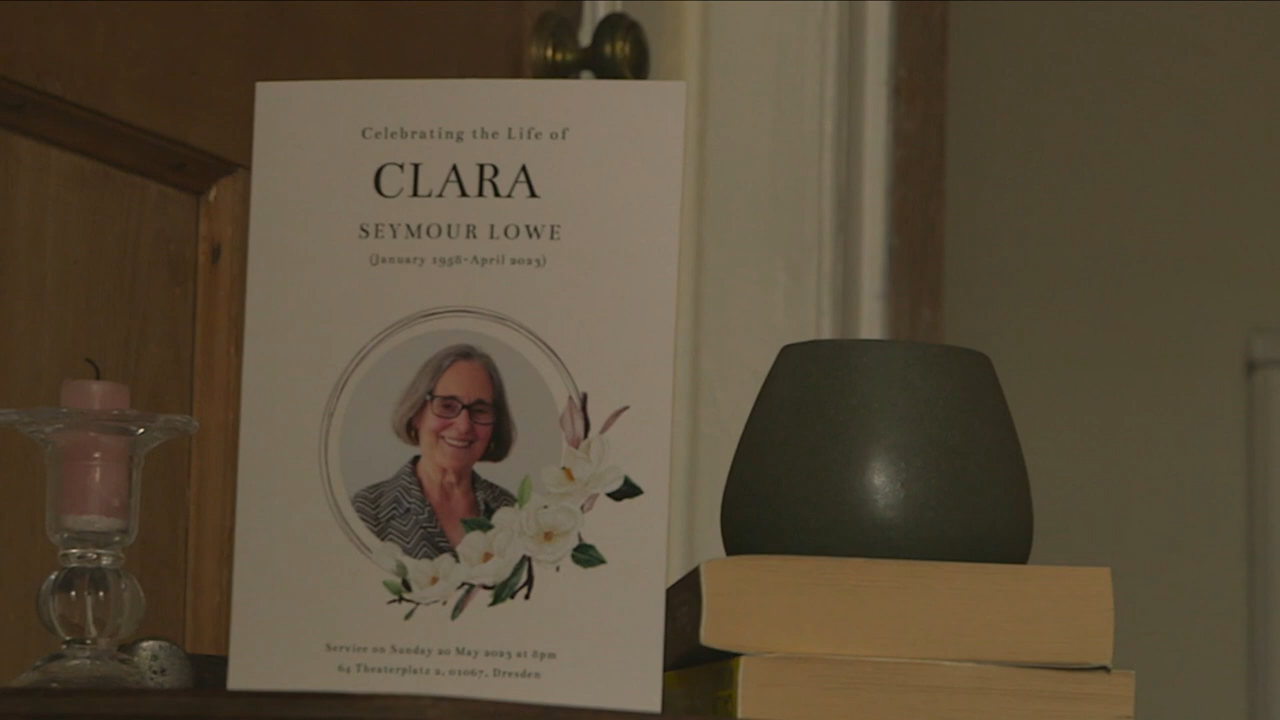 Celebrating the Life of
CLARA
SEYMOUR LOWE
(January 1958-April 2023)
Service on Sunday 20 May 2023 at 8pm
64 Theaterplate 2, 01067, Dresden